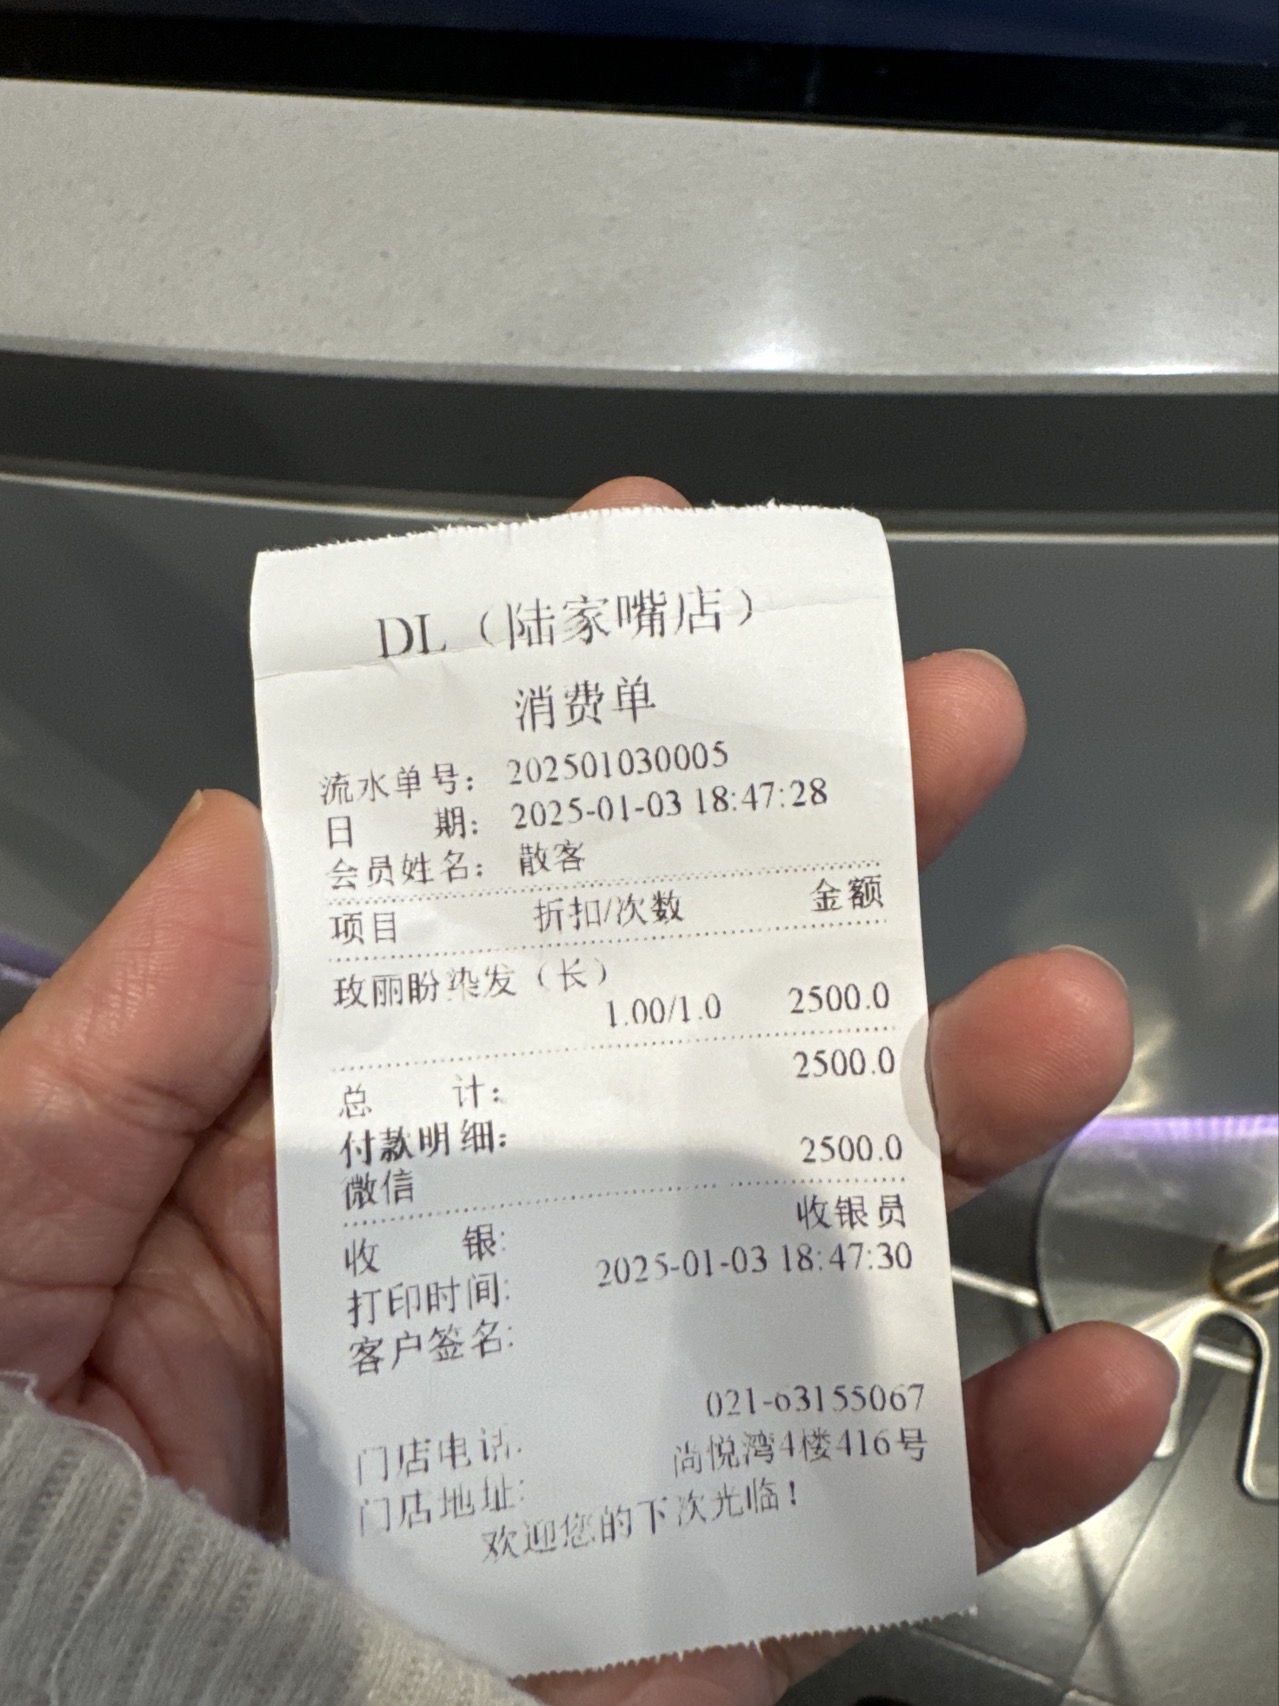 DL（陆家嘴店）
消费单
流水单号： 202501030005
日 期： 2025-01-03 18:47:28
会员姓名： 散客
项目 折扣/次数 金额
玫丽盼染发（长）
1.00/1.0 2500.0
总 计： 2500.0
付款明细：
微信 2500.0
收 银: 收银员
打印时间: 2025-01-03 18:47:30
客户签名:
门店电话: 021-63155067
门店地址: 尚悦湾4楼416号
欢迎您的下次光临！